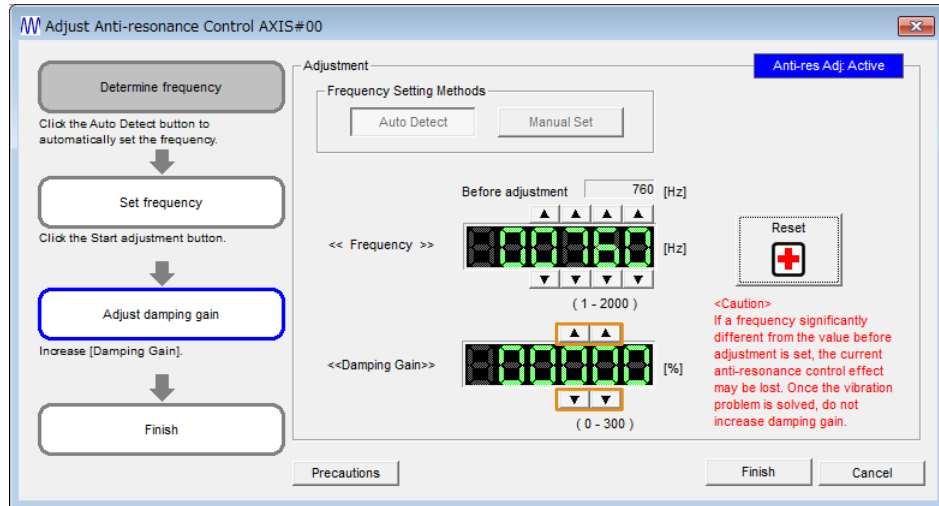 Adjust Anti-resonance Control AXIS#00
Determine frequency
Click the Auto Detect button to
automatically set the frequency.
Set frequency
Click the Start adjustment button.
Adjust damping gain
Increase [Damping Gain].
Finish
Adjustment
Anti-res Adj: Active
Frequency Setting Methods
Auto Detect
Manual Set
Before adjustment 760 [Hz]
<< Frequency >> 00760 [Hz]
( 1 - 2000 )
<<Damping Gain>> 00000 [%]
( 0 - 300 )
Reset
<Caution>
If a frequency significantly
different from the value before
adjustment is set, the current
anti-resonance control effect
may be lost. Once the vibration
problem is solved, do not
increase damping gain.
Precautions
Finish
Cancel